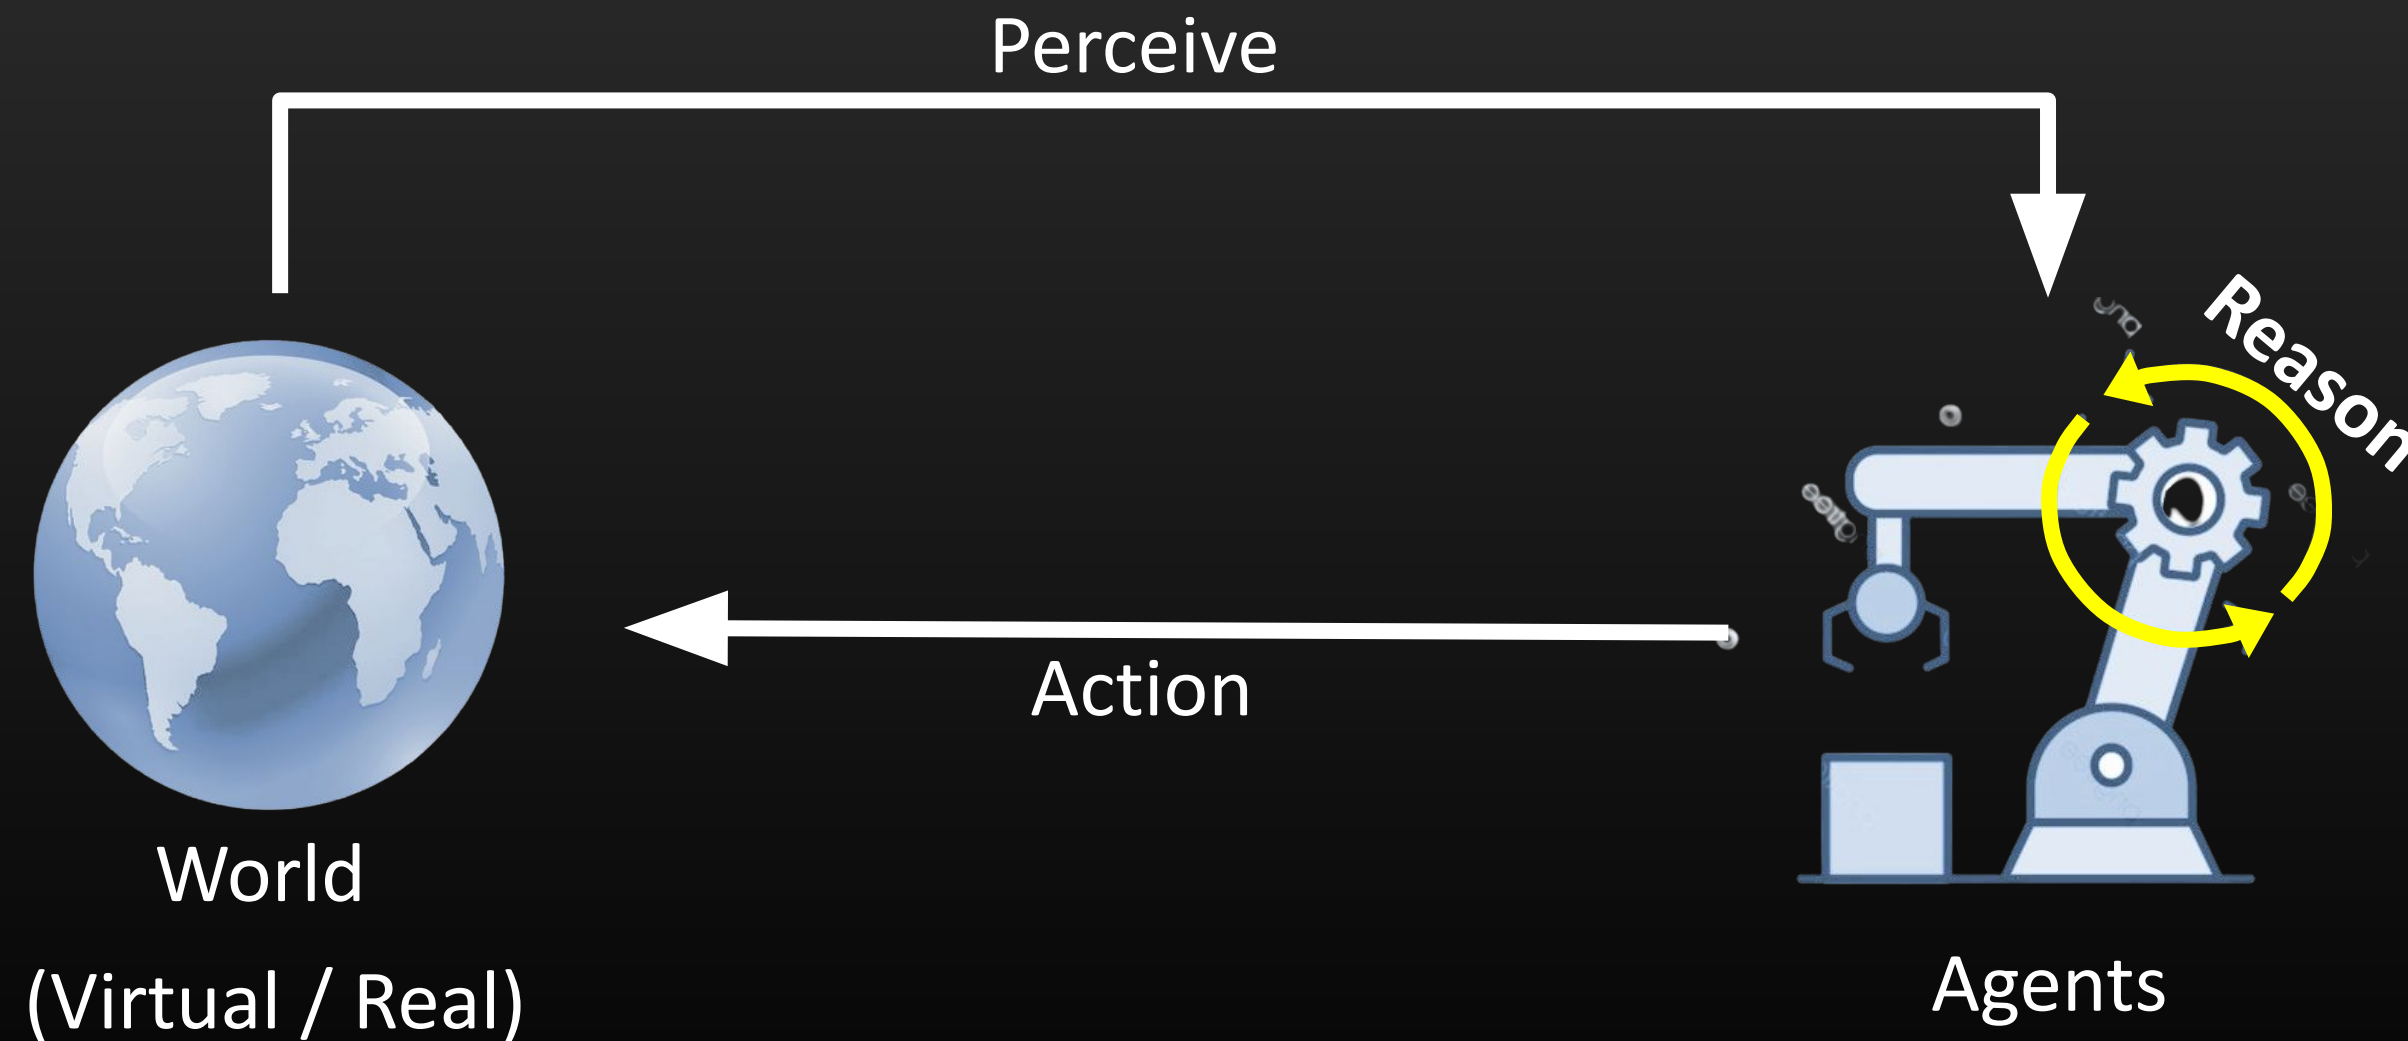 Perceive
Reason
Action
World
(Virtual / Real)
Agents